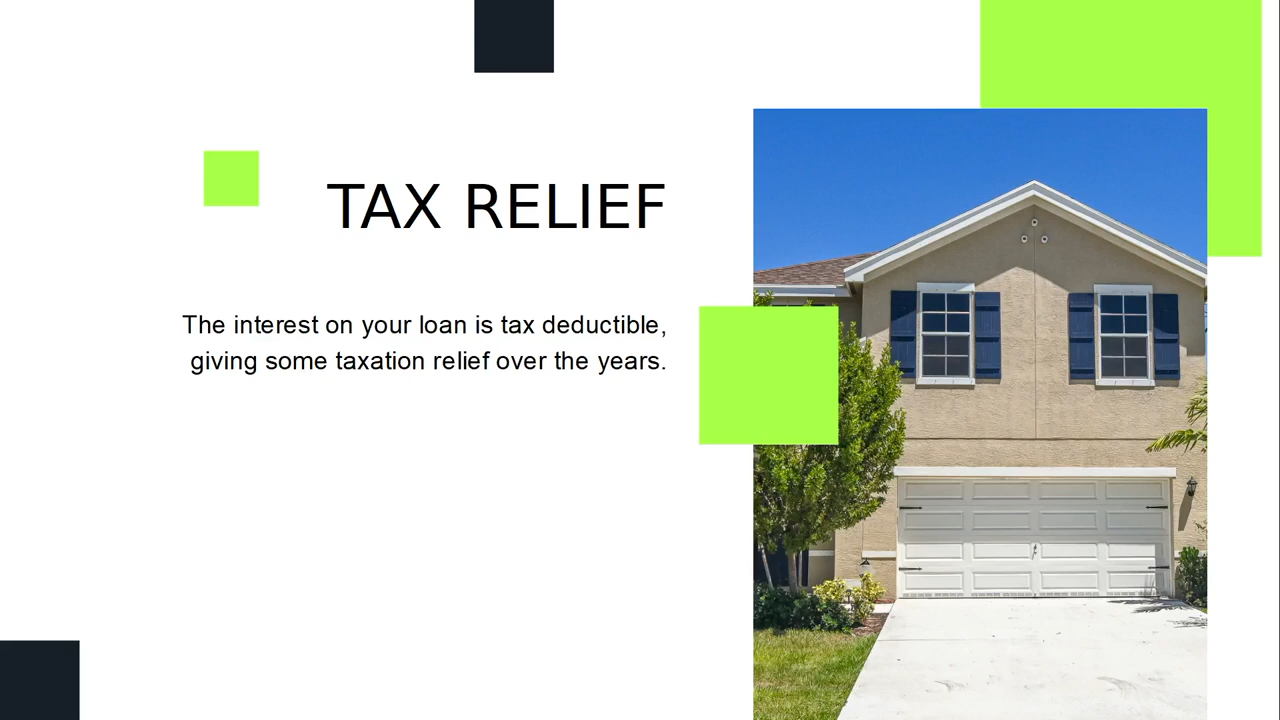 TAX RELIEF
The interest on your loan is tax deductible,
giving some taxation relief over the years.